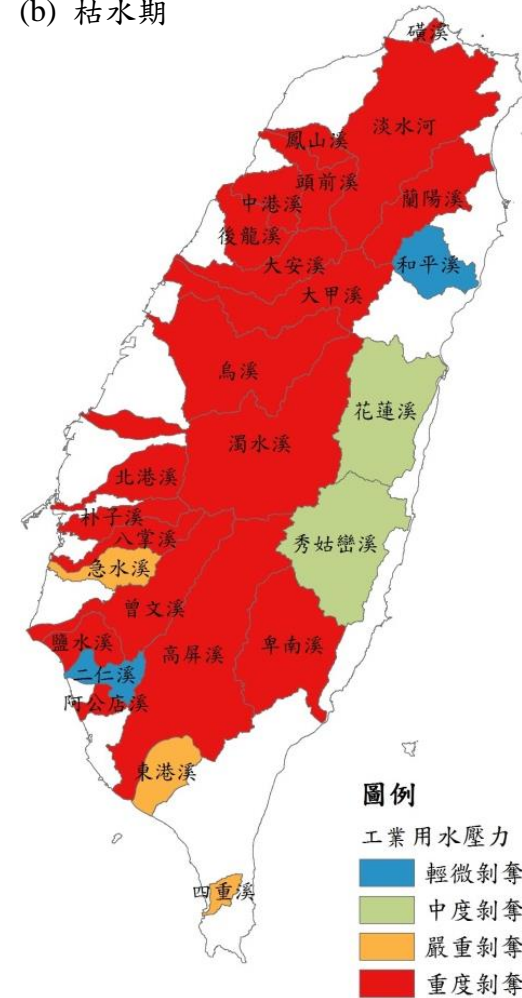 (b) 枯水期
磺溪
淡水河
鳳山溪
頭前溪
中港溪
蘭陽溪
後龍溪
大安溪
和平溪
大甲溪
烏溪
花蓮溪
濁水溪
北港溪
朴子溪
八掌溪
秀姑巒溪
急水溪
曾文溪
鹽水溪
高屏溪
卑南溪
二仁溪
阿公店溪
東港溪
四重溪
圖例
工業用水壓力
輕微剝奪
中度剝奪
嚴重剝奪
重度剝奪